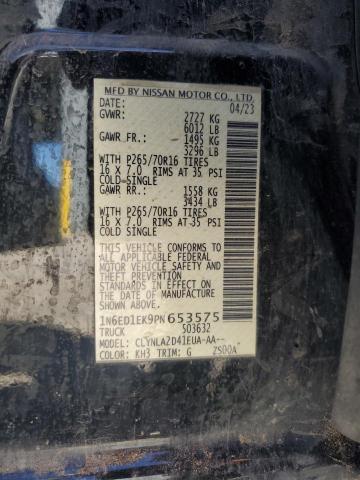 MFD BY NISSAN MOTOR CO., LTD.
DATE: 04/23
GVWR: 2727 KG
6012 LB
GAWR FR.: 1495 KG
3296 LB
WITH P265/70R16 TIRES
16 X 7.0 RIMS AT 35 PSI
COLD SINGLE
GAWR RR.: 1558 KG
3434 LB
WITH P265/70R16 TIRES
16 X 7.0 RIMS AT 35 PSI
COLD SINGLE
THIS VEHICLE CONFORMS TO
ALL APPLICABLE FEDERAL
MOTOR VEHICLE SAFETY, BUMPER
AND THEFT PREVENTION
STANDARDS IN EFFECT ON THE
DATE OF MANUFACTURE
SHOWN ABOVE.
1N6ED1EK9PN653575
TRUCK 503632
MODEL: CLYNLA2D41EUA-AA--
COLOR: KH3 TRIM: G